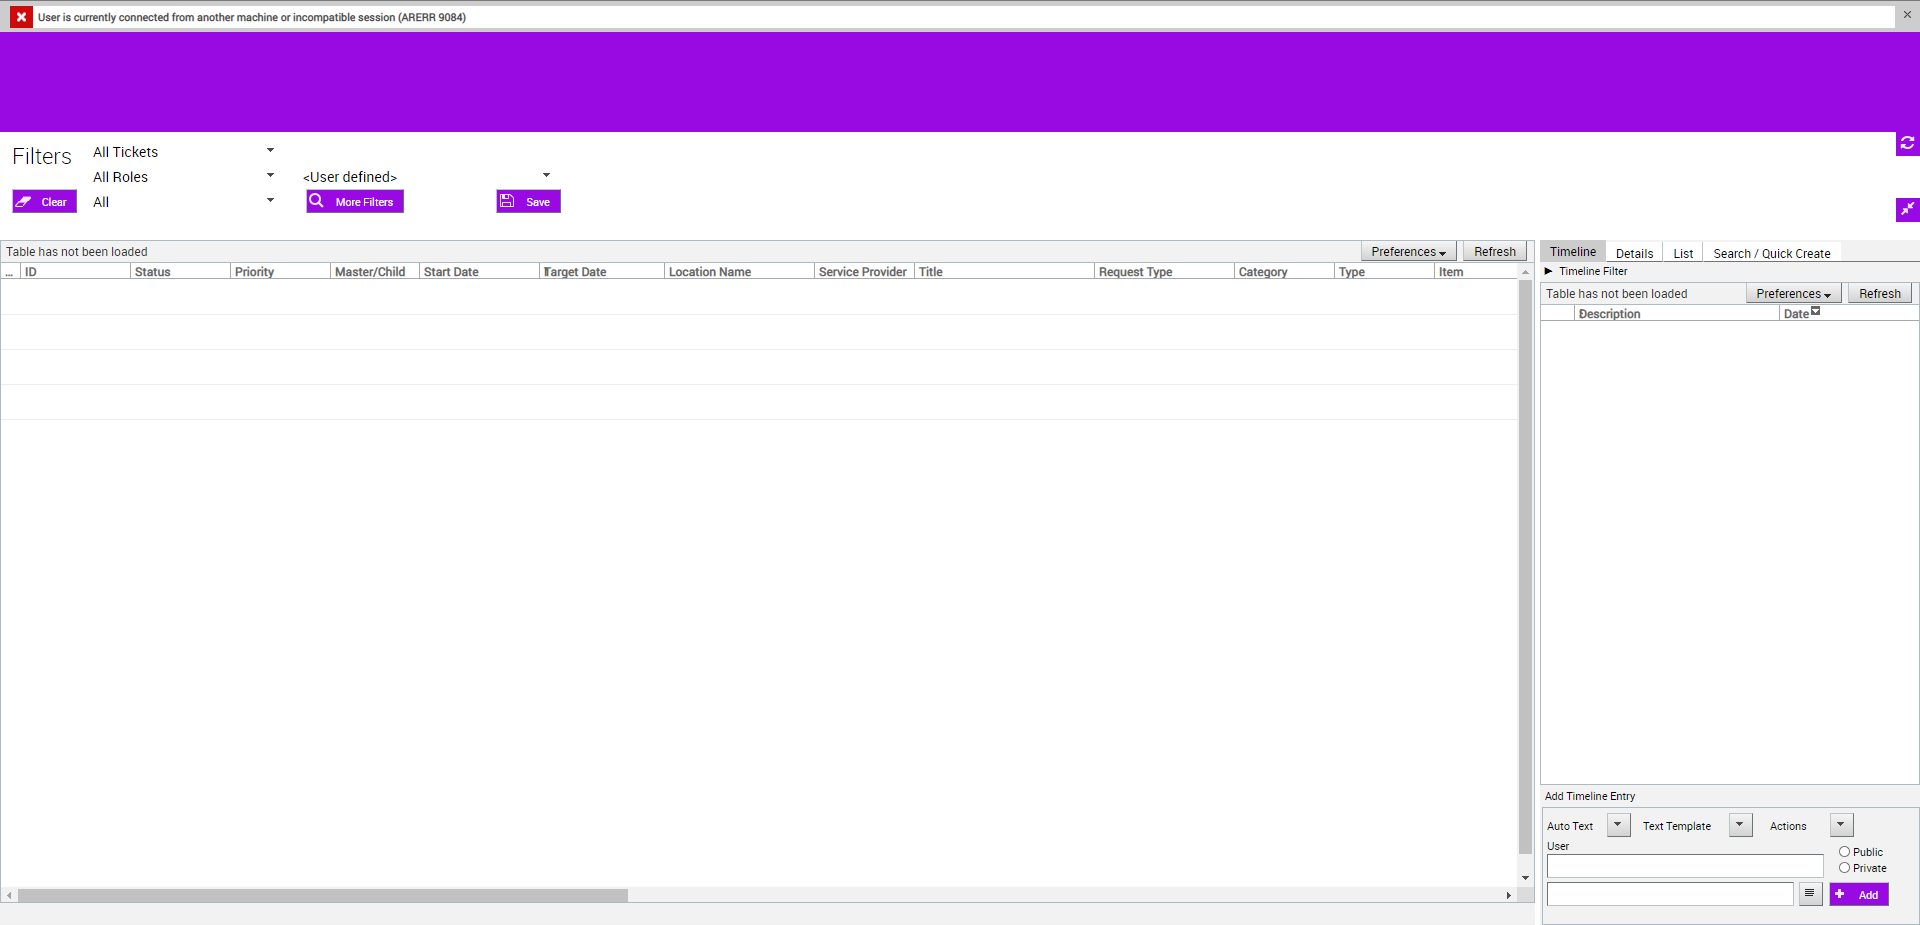 User is currently connected from another machine or incompatible session (ARERR 9084)
Filters
All Tickets
All Roles
<User defined>
Clear
All
More Filters
Save
Table has not been loaded
Preferences
Refresh
... ID Status Priority Master/Child Start Date Target Date Location Name Service Provider Title Request Type Category Type Item
Timeline Details List Search / Quick Create
Timeline Filter
Table has not been loaded
Preferences
Refresh
Description Date
Add Timeline Entry
Auto Text Text Template Actions
User
Public
Private
Add